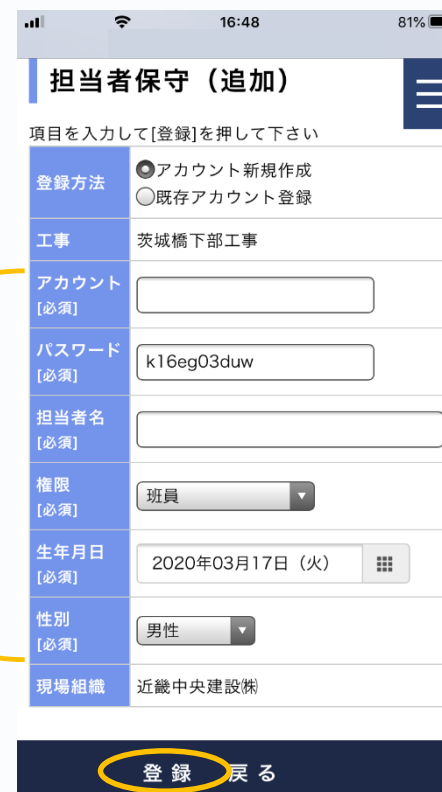 16:48
81%
担当者保守（追加）
項目を入力して[登録]を押して下さい
登録方法
アカウント新規作成
既存アカウント登録
工事
茨城橋下部工事
アカウント
[必須]
パスワード
[必須]
k16eg03duw
担当者名
[必須]
権限
[必須]
班員
生年月日
[必須]
2020年03月17日（火）
性別
[必須]
男性
現場組織
近畿中央建設㈱
登録
戻る